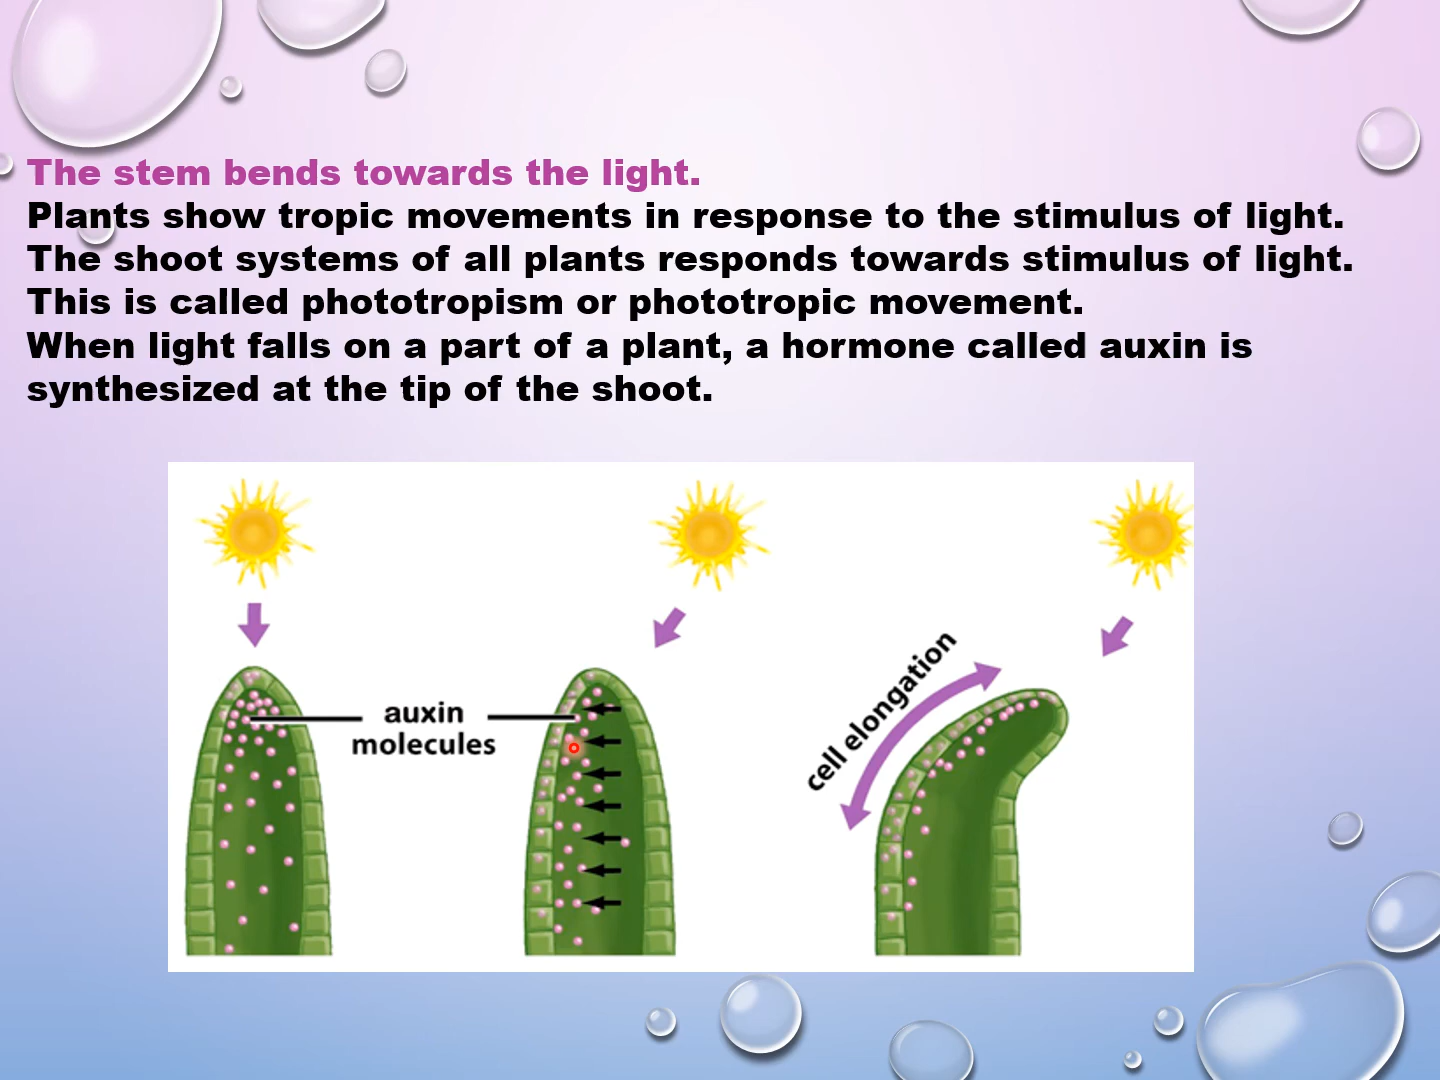 The stem bends towards the light.
Plants show tropic movements in response to the stimulus of light.
The shoot systems of all plants responds towards stimulus of light.
This is called phototropism or phototropic movement.
When light falls on a part of a plant, a hormone called auxin is
synthesized at the tip of the shoot.
auxin
molecules
cell elongation